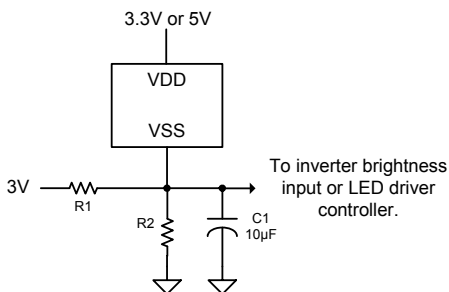 3.3V or 5V
VDD
VSS
3V
R1
R2
C1
10µF
To inverter brightness
input or LED driver
controller.